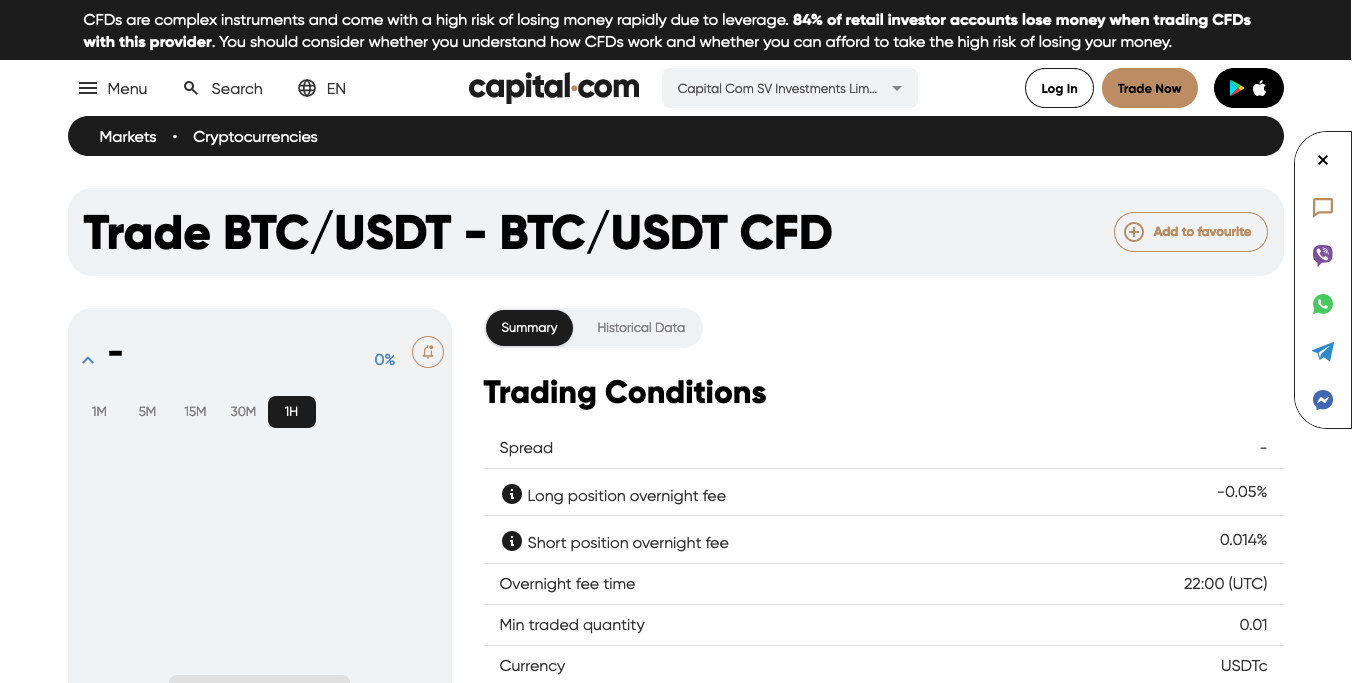 CFDs are complex instruments and come with a high risk of losing money rapidly due to leverage. 84% of retail investor accounts lose money when trading CFDs
with this provider. You should consider whether you understand how CFDs work and whether you can afford to take the high risk of losing your money.
Menu Search EN capital.com Capital Com SV Investments Lim... Log In Trade Now
Markets • Cryptocurrencies
Trade BTC/USDT - BTC/USDT CFD Add to favourite
Summary Historical Data
- 0%
1M 5M 15M 30M 1H
Trading Conditions
Spread -
Long position overnight fee -0.05%
Short position overnight fee 0.014%
Overnight fee time 22:00 (UTC)
Min traded quantity 0.01
Currency USDTc